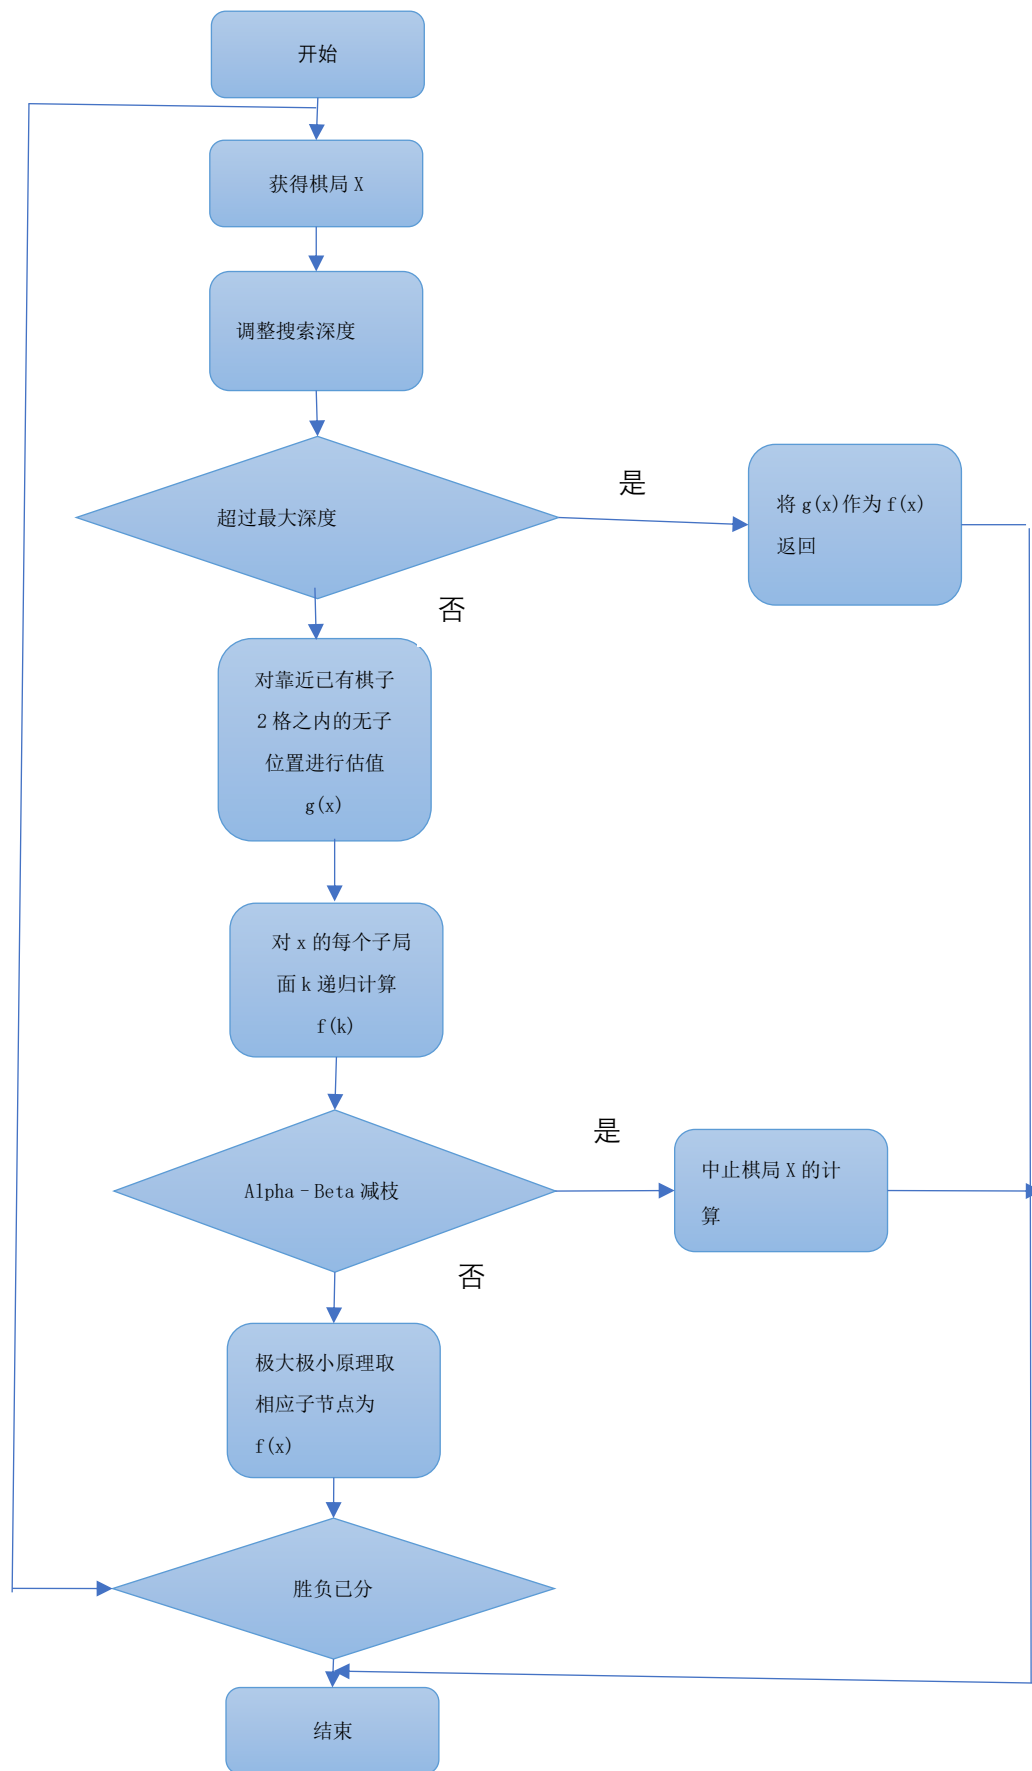 开始
获得棋局 X
调整搜索深度
超过最大深度
是
将 g(x)作为 f(x)
返回
否
对靠近已有棋子
2 格之内的无子
位置进行估值
g(x)
对 x 的每个子局
面 k 递归计算
f(k)
Alpha-Beta 减枝
是
中止棋局 X 的计
算
否
极大极小原理取
相应子节点为
f(x)
胜负已分
结束